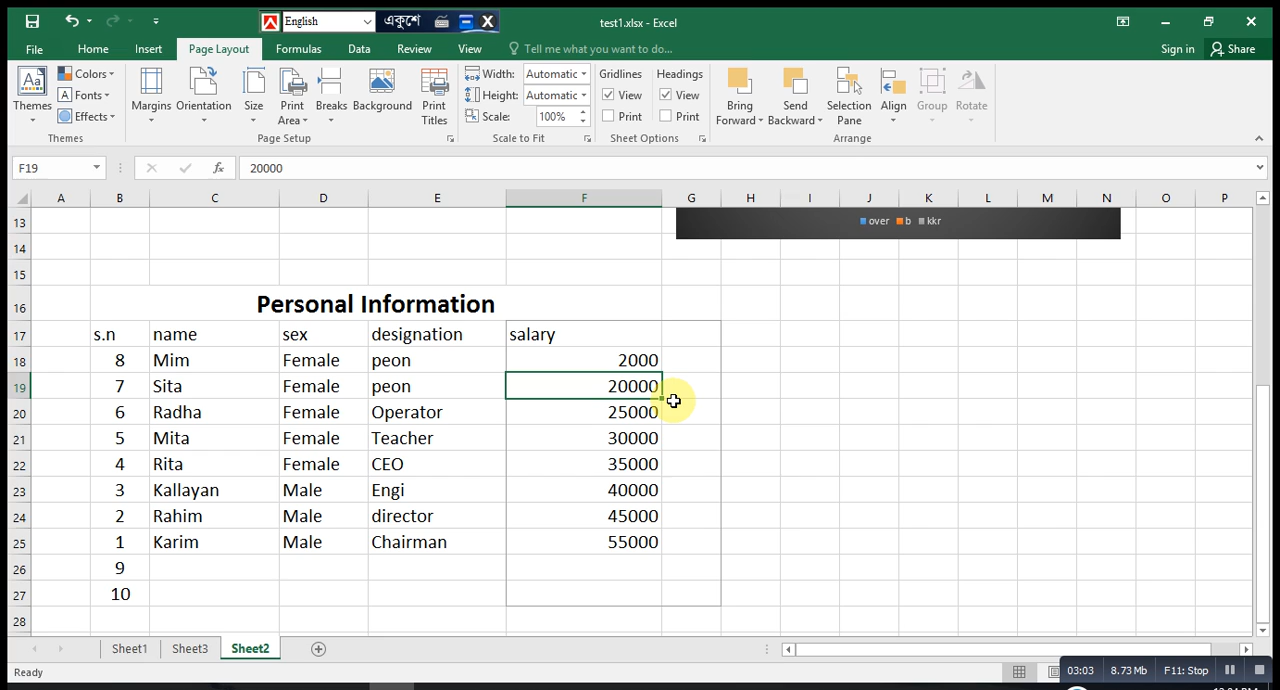 English
একুশে
test1.xlsx - Excel
File Home Insert Page Layout Formulas Data Review View Tell me what you want to do... Sign in Share
Themes
Colors
Fonts
Effects
Margins Orientation Size Print Area Breaks Background Print Titles
Width: Automatic
Height: Automatic
Scale: 100%
Gridlines Headings
View View
Print Print
Bring Forward Send Backward Selection Pane Align Group Rotate
Themes Page Setup Scale to Fit Sheet Options Arrange
F19 fx 20000
A B C D E F G H I J K L M N O P
13 over b kkr
14
15
16 Personal Information
17 s.n name sex designation salary
18 8 Mim Female peon 2000
19 7 Sita Female peon 20000
20 6 Radha Female Operator 25000
21 5 Mita Female Teacher 30000
22 4 Rita Female CEO 35000
23 3 Kallayan Male Engi 40000
24 2 Rahim Male director 45000
25 1 Karim Male Chairman 55000
26 9
27 10
28
Sheet1 Sheet3 Sheet2
Ready
03:03 8.73 Mb F11: Stop